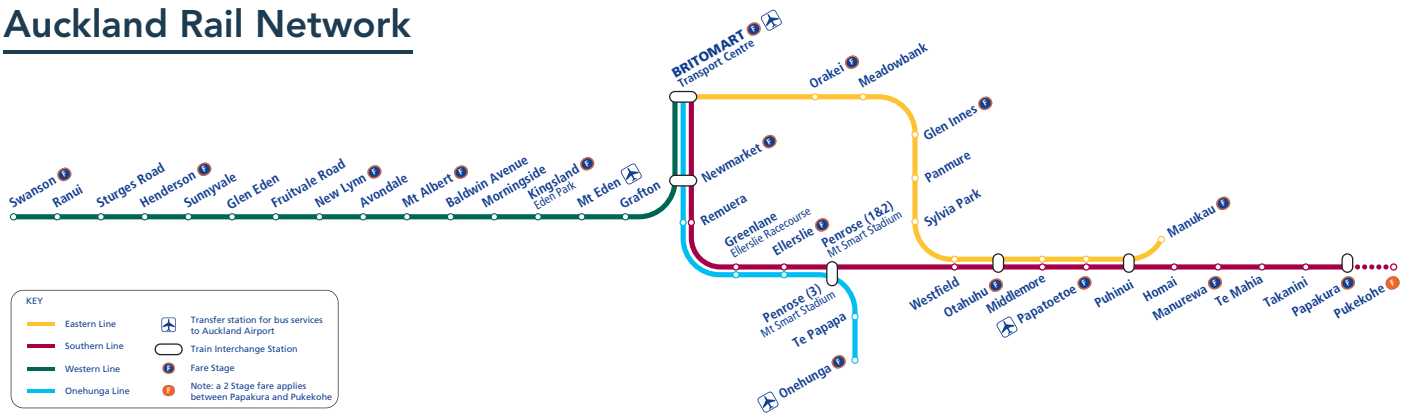 Auckland Rail Network
BRITOMART F
Transport Centre
Orakei F
Meadowbank
Glen Innes F
Panmure
Sylvia Park
Swanson F
Ranui
Sturges Road
Henderson F
Sunnyvale
Glen Eden
Fruitvale Road
New Lynn F
Avondale
Mt Albert F
Baldwin Avenue
Morningside
Kingsland F
Eden Park
Mt Eden
Grafton
Newmarket F
Remuera
Greenlane
Ellerslie Racecourse
Ellerslie F
Penrose (1&2)
Mt Smart Stadium
Penrose (3)
Mt Smart Stadium
Te Papapa
Onehunga F
Westfield
Otahuhu F
Middlemore
Papatoetoe F
Puhinui
Manukau F
Homai
Manurewa F
Te Mahia
Takanini
Papakura F
Pukekohe F
KEY
Eastern Line
Southern Line
Western Line
Onehunga Line
Transfer station for bus services
to Auckland Airport
Train Interchange Station
F Fare Stage
F Note: a 2 Stage fare applies
between Papakura and Pukekohe